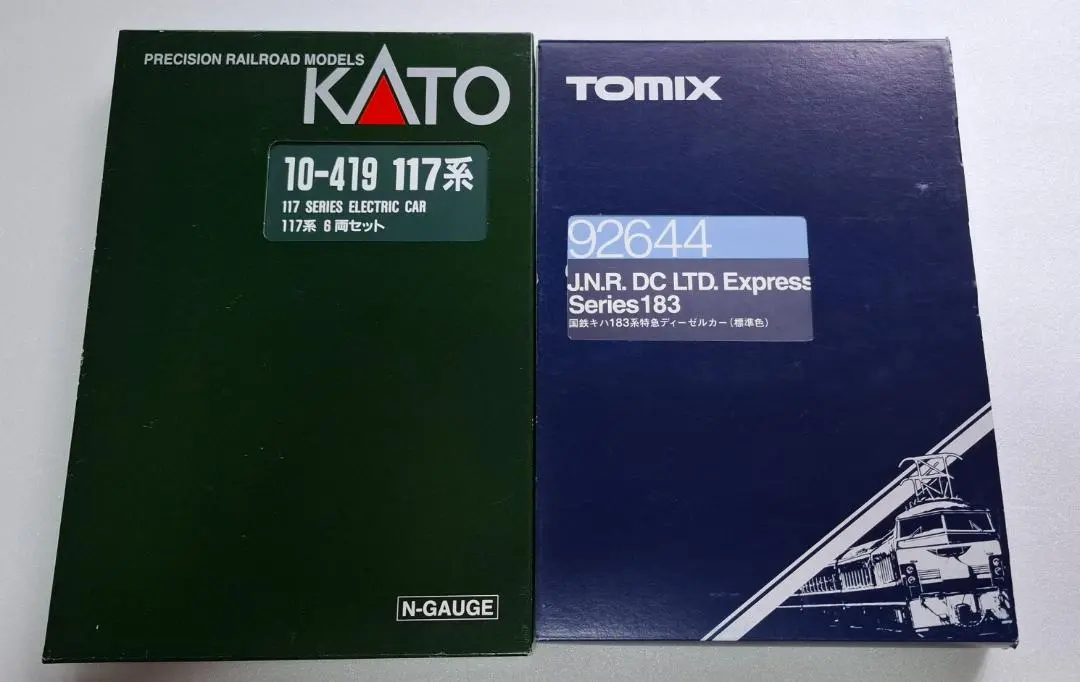 PRECISION RAILROAD MODELS
KATO
10-419 117系
117 SERIES ELECTRIC CAR
117系 6両セット
N-GAUGE
TOMIX
92644
J.N.R. DC LTD. Express
Series183
国鉄キハ183系特急ディーゼルカー(標準色)